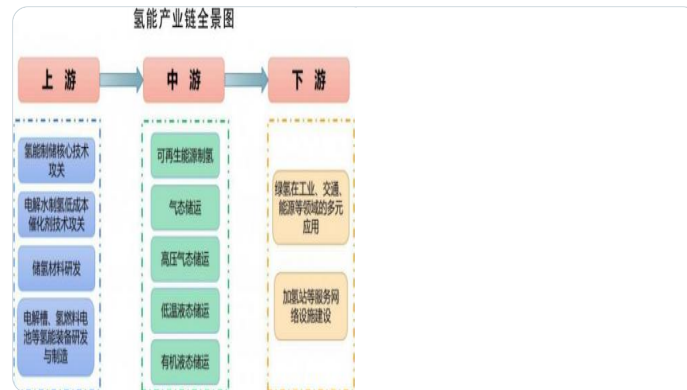 氢能产业链全景图
上 游
中 游
下 游
氢能制储核心技术
攻关
电解水制氢低成本
催化剂技术攻关
储氢材料研发
电解槽、氢燃料电
池等氢能装备研发
与制造
可再生能源制氢
气态储运
高压气态储运
低温液态储运
有机液态储运
绿氢在工业、交通、
能源等领域的多元
应用
加氢站等服务网
络设施建设